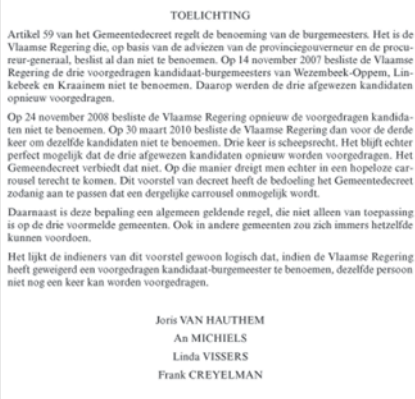 TOELICHTING
Artikel 59 van het Gemeentedecreet regelt de benoeming van de burgemeesters. Het is de
Vlaamse Regering die, op basis van de adviezen van de provinciegouverneur en de procu-
reur-generaal, beslist al dan niet te benoemen. Op 14 november 2007 besliste de Vlaamse
Regering de drie voorgedragen kandidaat-burgemeesters van Wezembeek-Oppem, Lin-
kebeek en Kraainem niet te benoemen. Daarop werden de drie afgewezen kandidaten
opnieuw voorgedragen.
Op 24 november 2008 besliste de Vlaamse Regering opnieuw de voorgedragen kandida-
ten niet te benoemen. Op 30 maart 2010 besliste de Vlaamse Regering dan voor de derde
keer om dezelfde kandidaten niet te benoemen. Drie keer is scheepsrecht. Het blijft echter
perfect mogelijk dat de drie afgewezen kandidaten opnieuw worden voorgedragen. Het
Gemeendecreet verbiedt dat niet. Op die manier dreigt men echter in een hopeloze car-
rousel terecht te komen. Dit voorstel van decreet heeft de bedoeling het Gemeentedecreet
zodanig aan te passen dat een dergelijke carrousel onmogelijk wordt.
Daarnaast is deze bepaling een algemeen geldende regel, die niet alleen van toepassing
is op de drie voormelde gemeenten. Ook in andere gemeenten zou zich immers hetzelfde
kunnen voordoen.
Het lijkt de indieners van dit voorstel gewoon logisch dat, indien de Vlaamse Regering
heeft geweigerd een voorgedragen kandidaat-burgemeester te benoemen, dezelfde persoon
niet nog een keer kan worden voorgedragen.
Joris VAN HAUTHEM
An MICHIELS
Linda VISSERS
Frank CREYELMAN